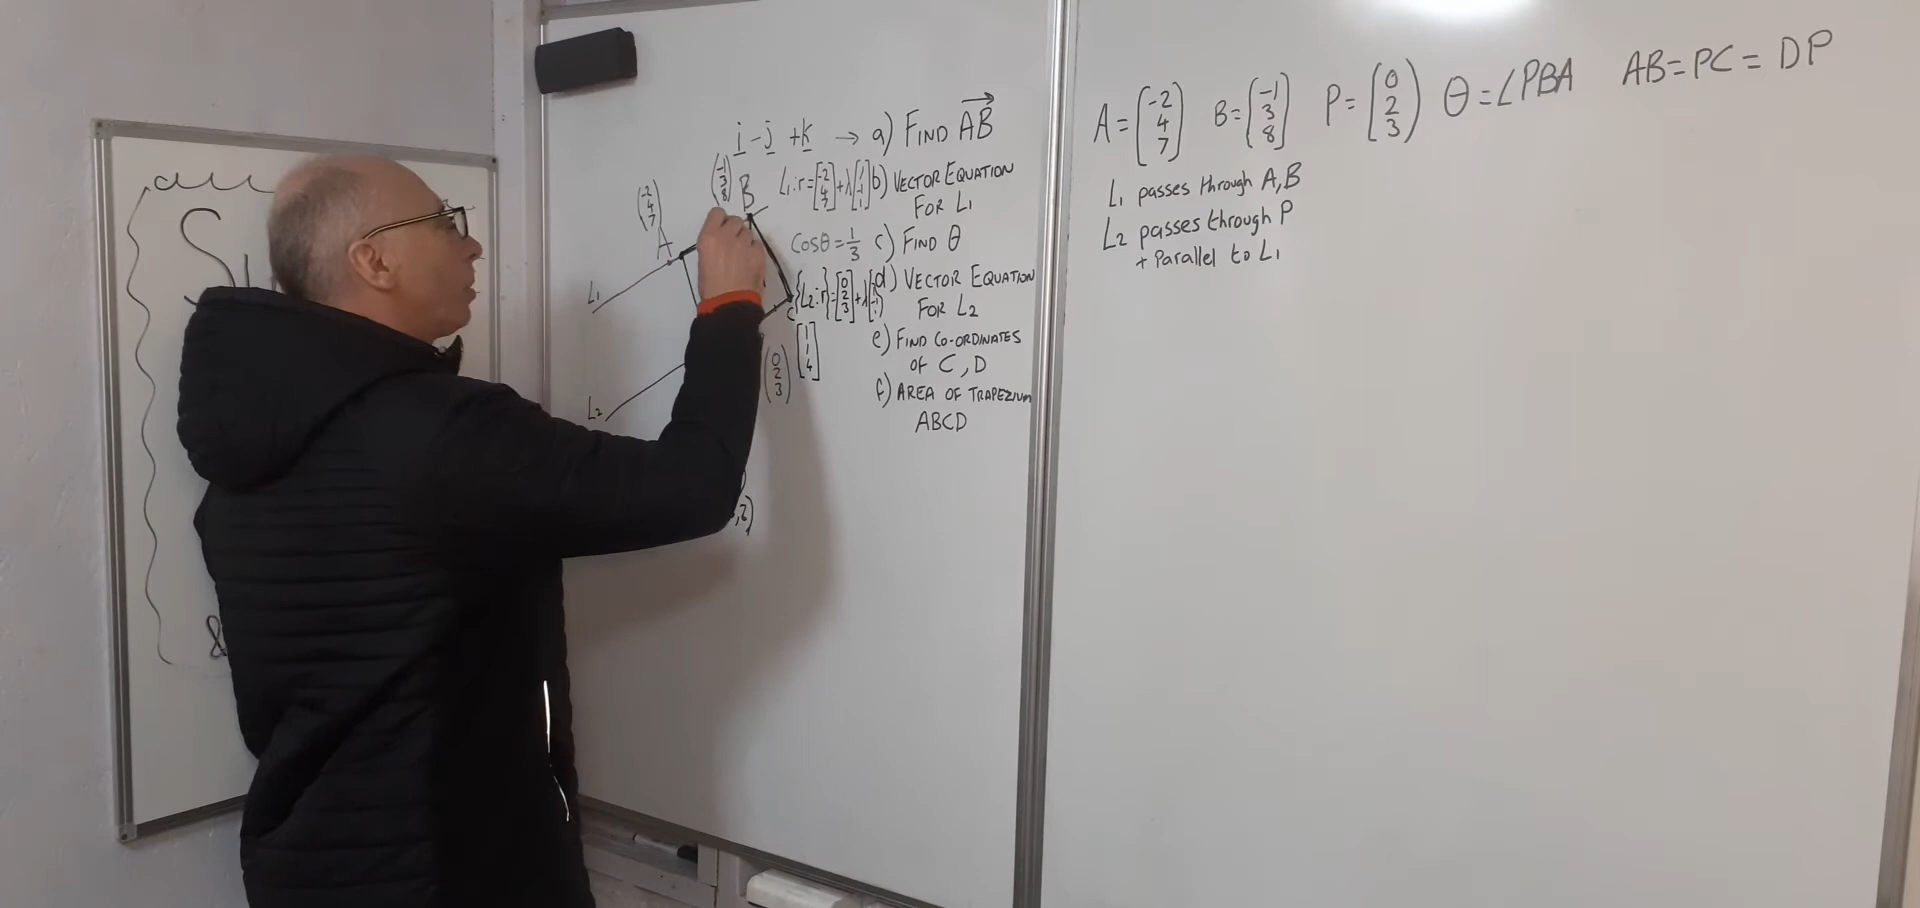 i - j + k → a) FIND AB
L₁: r = [-2 4 7] + λ[1 -1 1] b) VECTOR EQUATION
FOR L₁
cosθ = 1/3 c) FIND θ
{L₂: r} = [0 2 3] + λ d) VECTOR EQUATION
FOR L₂
e) FIND CO-ORDINATES
OF C, D
f) AREA OF TRAPEZIUM
ABCD
(-2 4 7)
A
(-1 3 8)
B
L₁
C
[1 1 4]
(0 2 3)
L₂
A = (-2 4 7) B = (-1 3 8) P = (0 2 3) θ = ∠PBA AB = PC = DP
L₁ passes through A, B
L₂ passes through P
+ Parallel to L₁
&